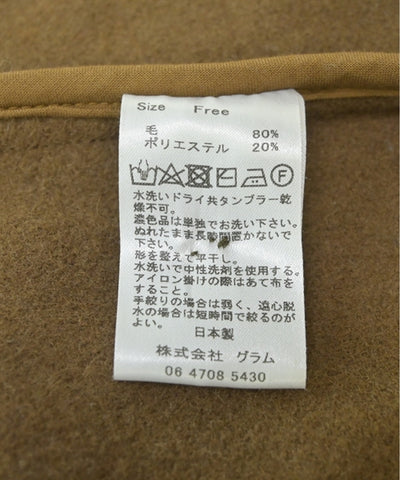 Size Free
毛 80%
ポリエステル 20%
F
水洗いドライ共タンブラー乾
燥不可。
濃色品は単独でお洗い下さい。
ぬれたまま長時間置かないで
下さい。
形を整えて平干し。
水洗いで中性洗剤を使用する。
アイロン掛けの際はあて布を
すること。
手絞りの場合は弱く、遠心脱
水の場合は短時間で絞るのが
よい。
日本製
株式会社 グラム
06 4708 5430